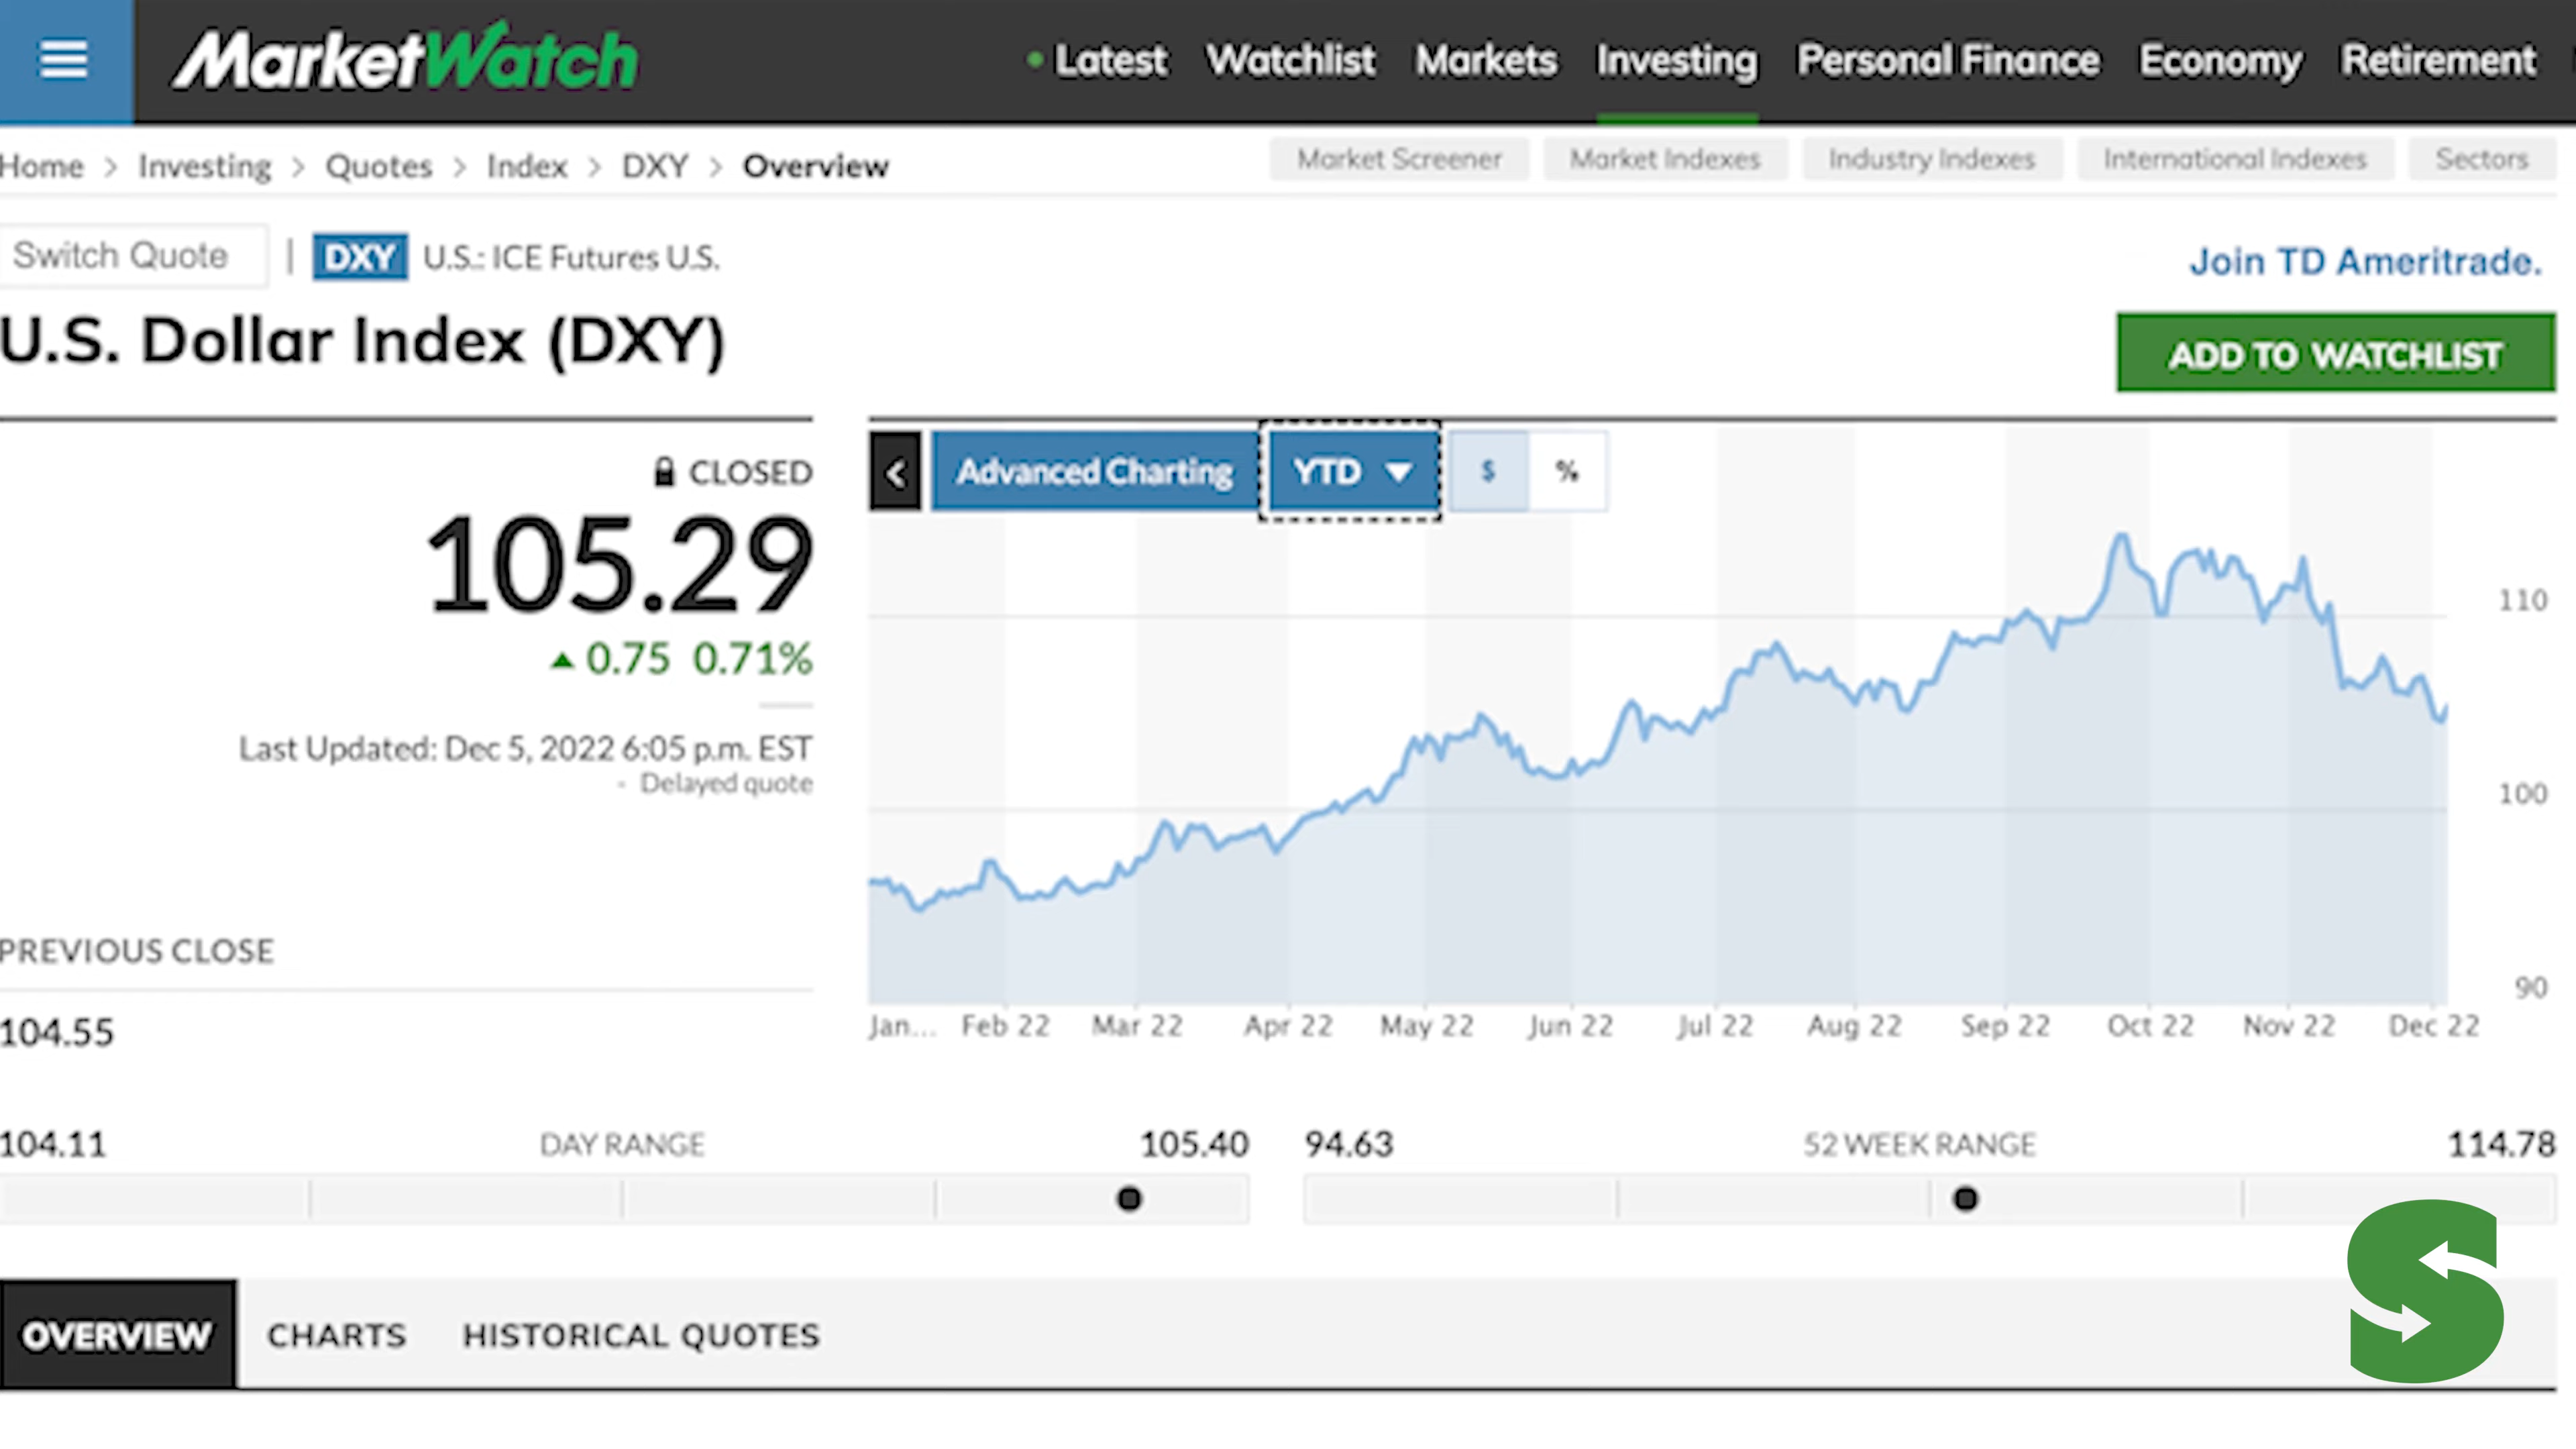 MarketWatch
Latest Watchlist Markets Investing Personal Finance Economy Retirement
Home > Investing > Quotes > Index > DXY > Overview
Market Screener Market Indexes Industry Indexes International Indexes Sectors
Switch Quote | DXY U.S.: ICE Futures U.S.
Join TD Ameritrade.
U.S. Dollar Index (DXY)
ADD TO WATCHLIST
CLOSED
105.29
0.75 0.71%
Last Updated: Dec 5, 2022 6:05 p.m. EST
- Delayed quote
PREVIOUS CLOSE
104.55
Advanced Charting YTD $ %
110
100
90
Jan... Feb 22 Mar 22 Apr 22 May 22 Jun 22 Jul 22 Aug 22 Sep 22 Oct 22 Nov 22 Dec 22
104.11 DAY RANGE 105.40
94.63 52 WEEK RANGE 114.78
OVERVIEW CHARTS HISTORICAL QUOTES
S